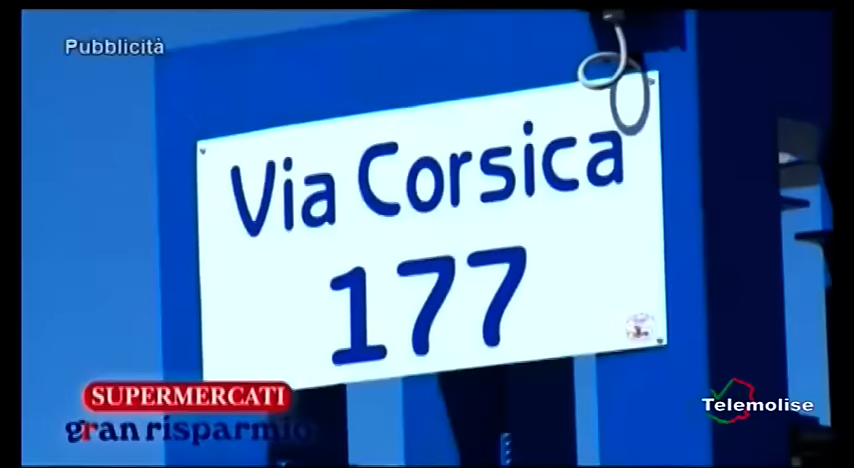 Pubblicità
Via Corsica
177
SUPERMERCATI
gran risparmio
Telemolise